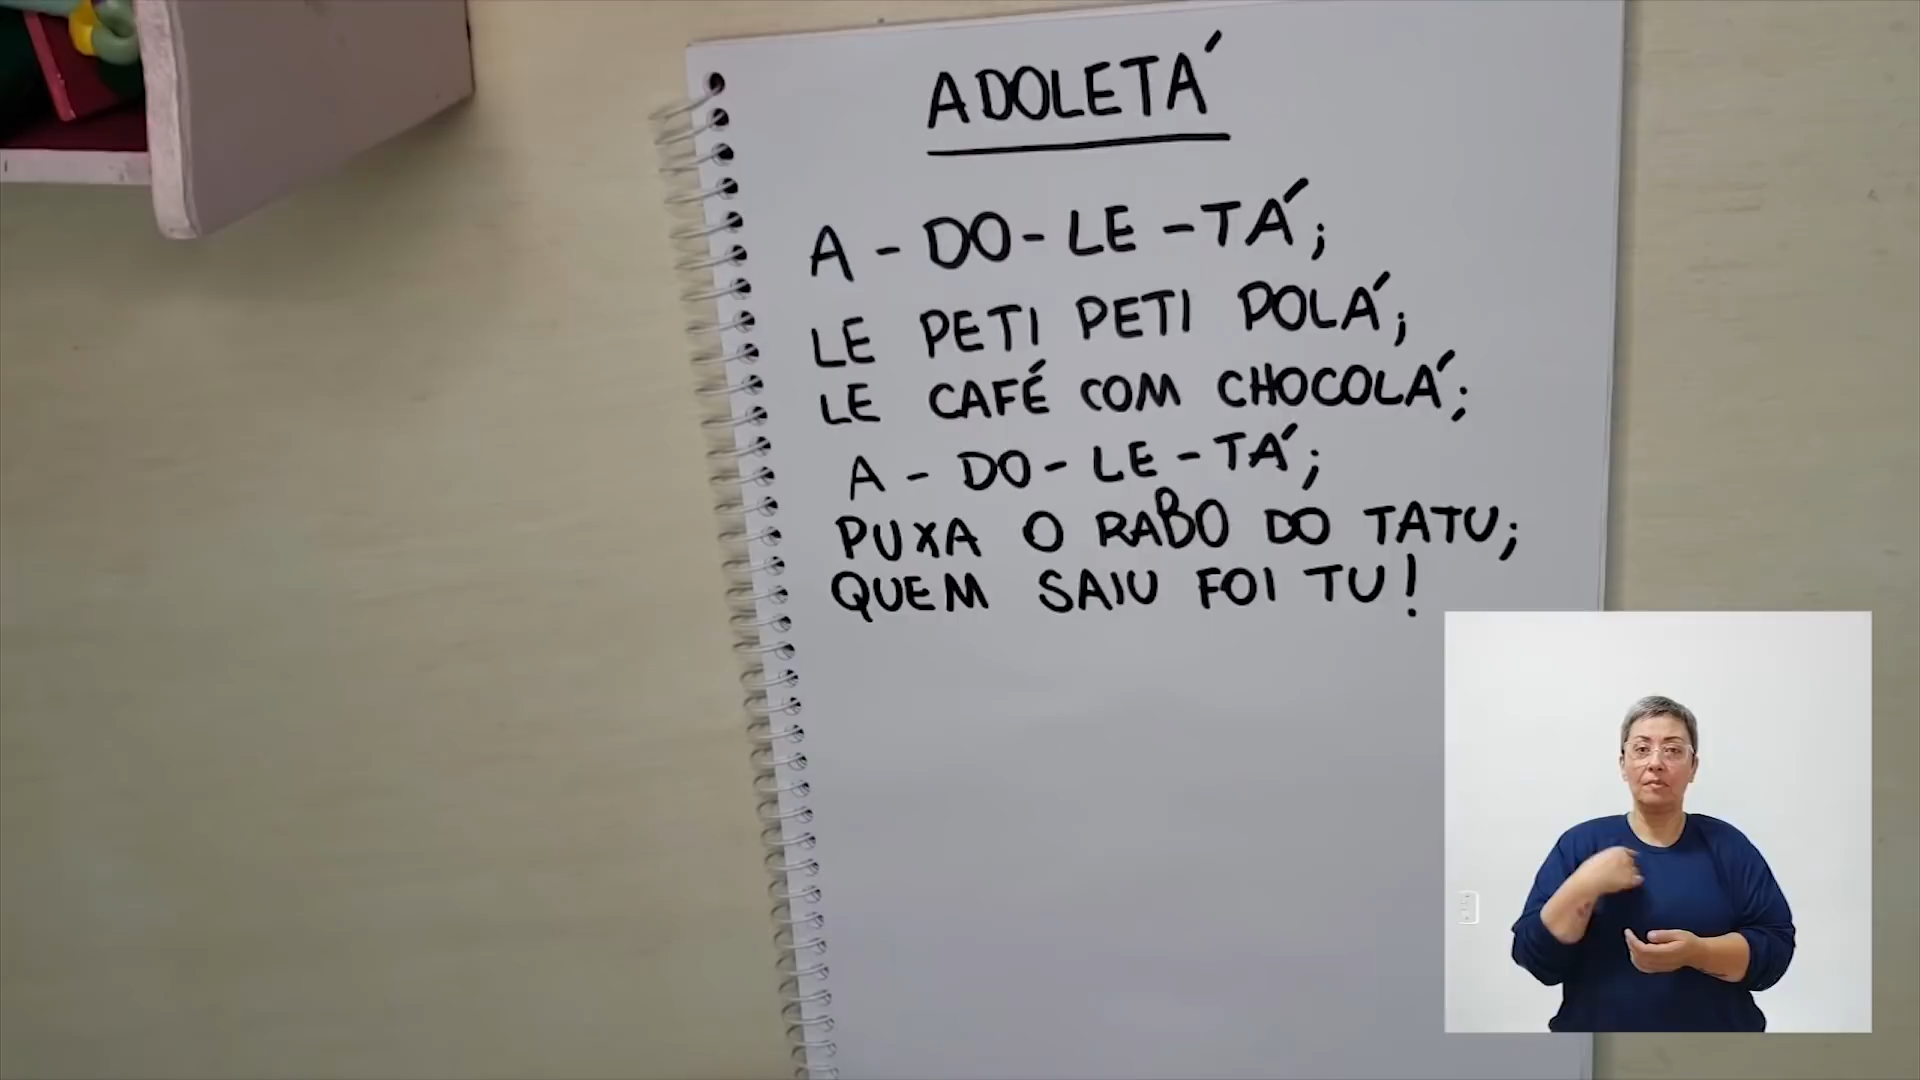 ADOLETÁ
A - DO - LE - TÁ;
LE PETI PETI POLÁ;
LE CAFÉ COM CHOCOLÁ;
A - DO - LE - TÁ;
PUXA O RABO DO TATU;
QUEM SAIU FOI TU!